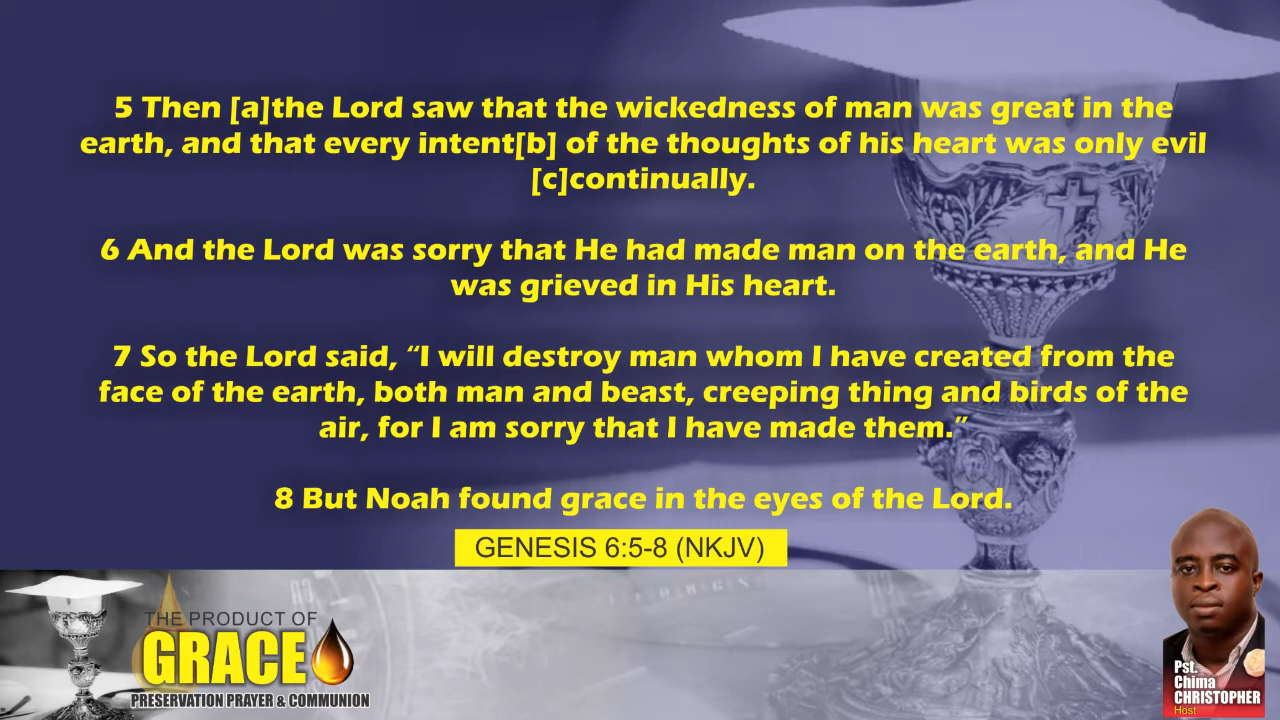 5 Then [a]the Lord saw that the wickedness of man was great in the
earth, and that every intent[b] of the thoughts of his heart was only evil
[c]continually.
6 And the Lord was sorry that He had made man on the earth, and He
was grieved in His heart.
7 So the Lord said, “I will destroy man whom I have created from the
face of the earth, both man and beast, creeping thing and birds of the
air, for I am sorry that I have made them.”
8 But Noah found grace in the eyes of the Lord.
GENESIS 6:5-8 (NKJV)
THE PRODUCT OF
GRACE
PRESERVATION PRAYER & COMMUNION
Pst.
Chima
CHRISTOPHER
Host